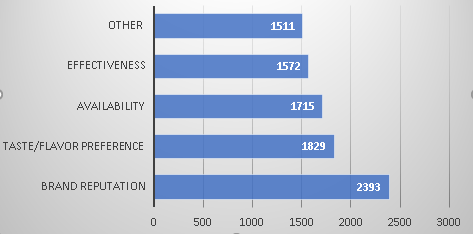 OTHER 1511
EFFECTIVENESS 1572
AVAILABILITY 1715
TASTE/FLAVOR PREFERENCE 1829
BRAND REPUTATION 2393
0 500 1000 1500 2000 2500 3000